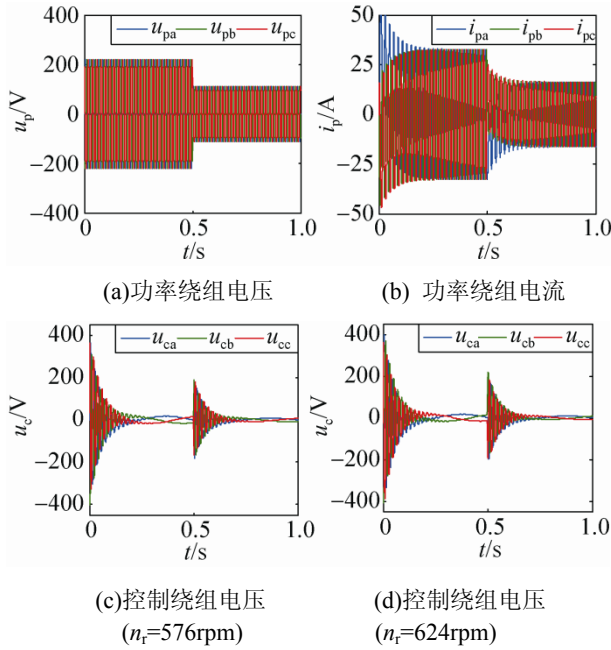 u_pa u_pb u_pc
400
200
0
−200
−400
u_p/V
0 0.5 1.0
t/s
(a)功率绕组电压
i_pa i_pb i_pc
50
25
0
−25
−50
i_p/A
0 0.5 1.0
t/s
(b) 功率绕组电流
u_ca u_cb u_cc
400
200
0
−200
−400
u_c/V
0 0.5 1.0
t/s
(c)控制绕组电压
(n_r=576rpm)
u_ca u_cb u_cc
400
200
0
−200
−400
u_c/V
0 0.5 1.0
t/s
(d)控制绕组电压
(n_r=624rpm)